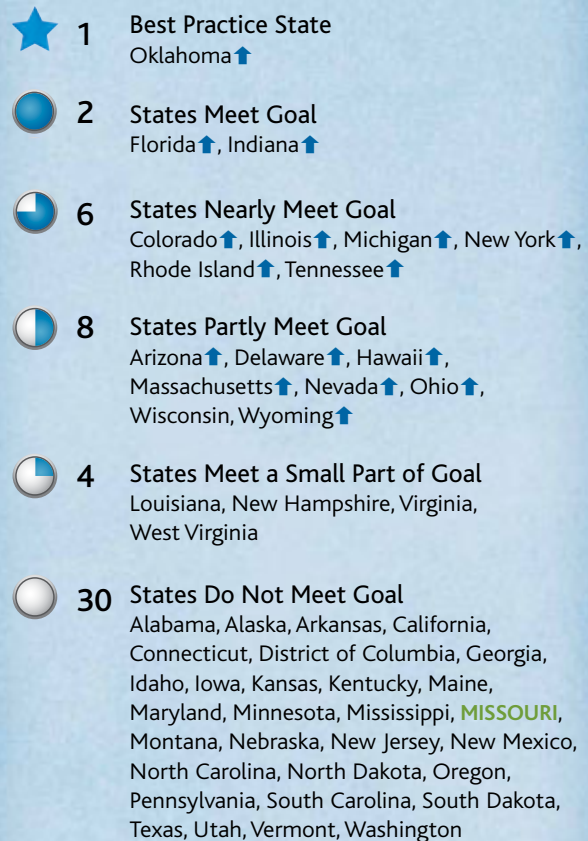 1 Best Practice State
Oklahoma⬆
2 States Meet Goal
Florida⬆, Indiana⬆
6 States Nearly Meet Goal
Colorado⬆, Illinois⬆, Michigan⬆, New York⬆,
Rhode Island⬆, Tennessee⬆
8 States Partly Meet Goal
Arizona⬆, Delaware⬆, Hawaii⬆,
Massachusetts⬆, Nevada⬆, Ohio⬆,
Wisconsin, Wyoming⬆
4 States Meet a Small Part of Goal
Louisiana, New Hampshire, Virginia,
West Virginia
30 States Do Not Meet Goal
Alabama, Alaska, Arkansas, California,
Connecticut, District of Columbia, Georgia,
Idaho, Iowa, Kansas, Kentucky, Maine,
Maryland, Minnesota, Mississippi, MISSOURI,
Montana, Nebraska, New Jersey, New Mexico,
North Carolina, North Dakota, Oregon,
Pennsylvania, South Carolina, South Dakota,
Texas, Utah, Vermont, Washington